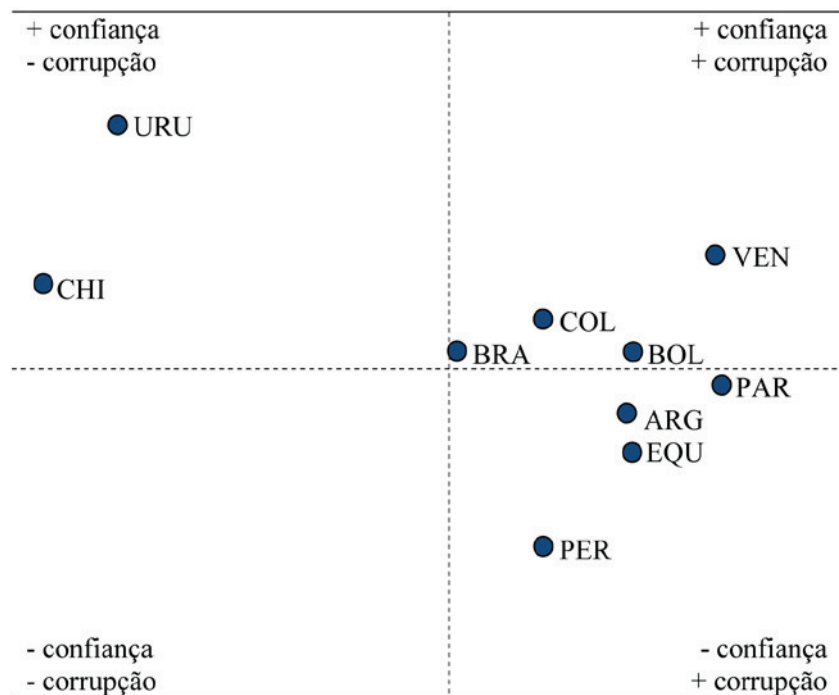 + confiança
- corrupção
+ confiança
+ corrupção
URU
VEN
CHI
COL
BRA
BOL
PAR
ARG
EQU
PER
- confiança
- corrupção
- confiança
+ corrupção